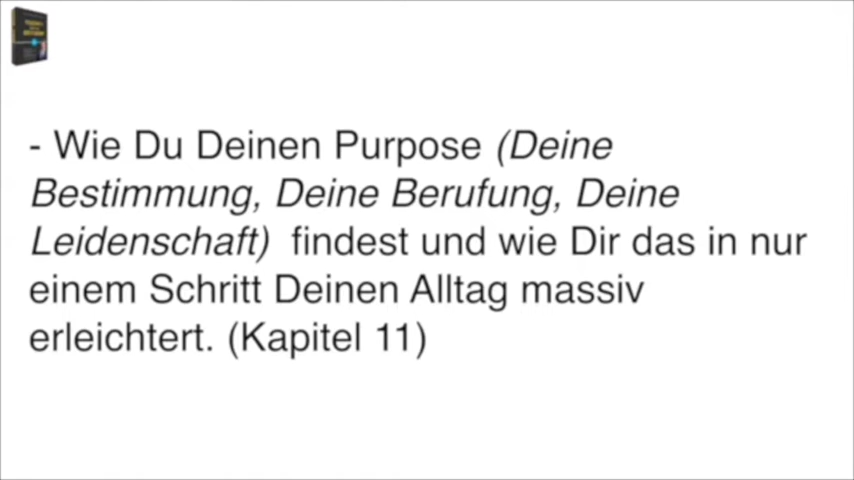 - Wie Du Deinen Purpose (Deine
Bestimmung, Deine Berufung, Deine
Leidenschaft) findest und wie Dir das in nur
einem Schritt Deinen Alltag massiv
erleichtert. (Kapitel 11)